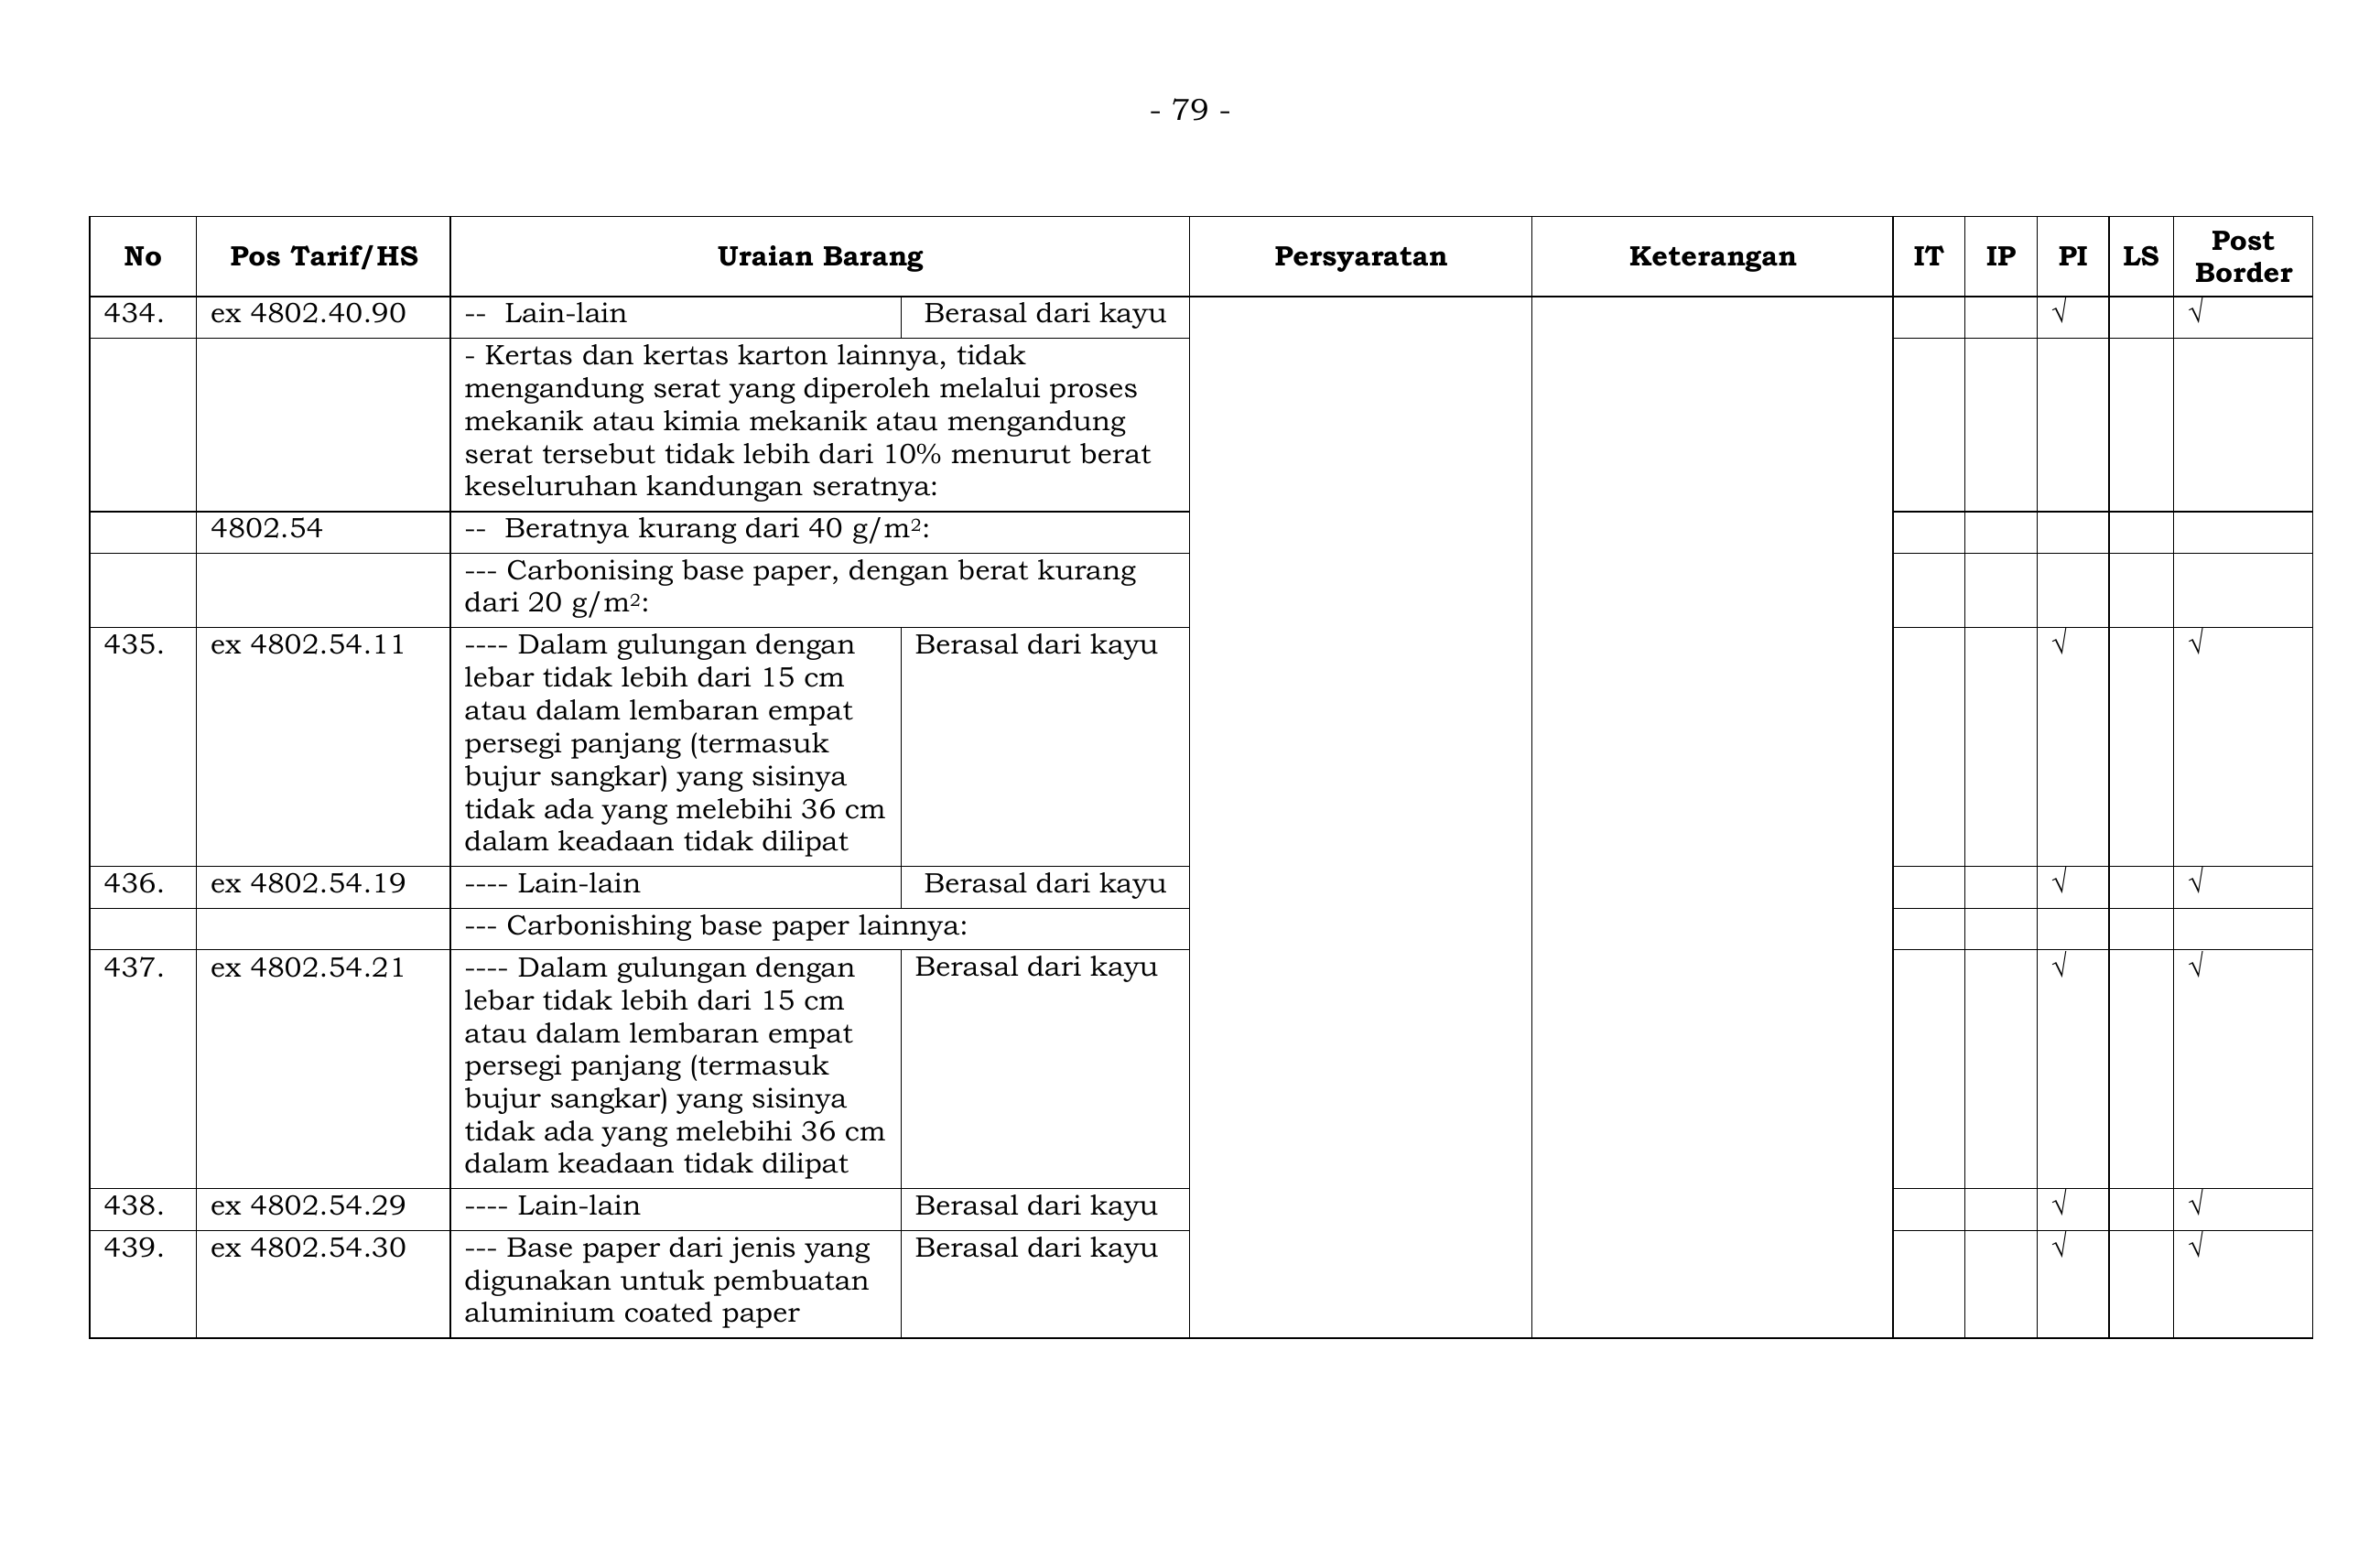 - 79 -
No Pos Tarif/HS Uraian Barang Persyaratan Keterangan IT IP PI LS Post Border
434. ex 4802.40.90 -- Lain-lain Berasal dari kayu √ √
- Kertas dan kertas karton lainnya, tidak
mengandung serat yang diperoleh melalui proses
mekanik atau kimia mekanik atau mengandung
serat tersebut tidak lebih dari 10% menurut berat
keseluruhan kandungan seratnya:
4802.54 -- Beratnya kurang dari 40 g/m²:
--- Carbonising base paper, dengan berat kurang
dari 20 g/m²:
435. ex 4802.54.11 ---- Dalam gulungan dengan Berasal dari kayu √ √
lebar tidak lebih dari 15 cm
atau dalam lembaran empat
persegi panjang (termasuk
bujur sangkar) yang sisinya
tidak ada yang melebihi 36 cm
dalam keadaan tidak dilipat
436. ex 4802.54.19 ---- Lain-lain Berasal dari kayu √ √
--- Carbonishing base paper lainnya:
437. ex 4802.54.21 ---- Dalam gulungan dengan Berasal dari kayu √ √
lebar tidak lebih dari 15 cm
atau dalam lembaran empat
persegi panjang (termasuk
bujur sangkar) yang sisinya
tidak ada yang melebihi 36 cm
dalam keadaan tidak dilipat
438. ex 4802.54.29 ---- Lain-lain Berasal dari kayu √ √
439. ex 4802.54.30 --- Base paper dari jenis yang Berasal dari kayu √ √
digunakan untuk pembuatan
aluminium coated paper